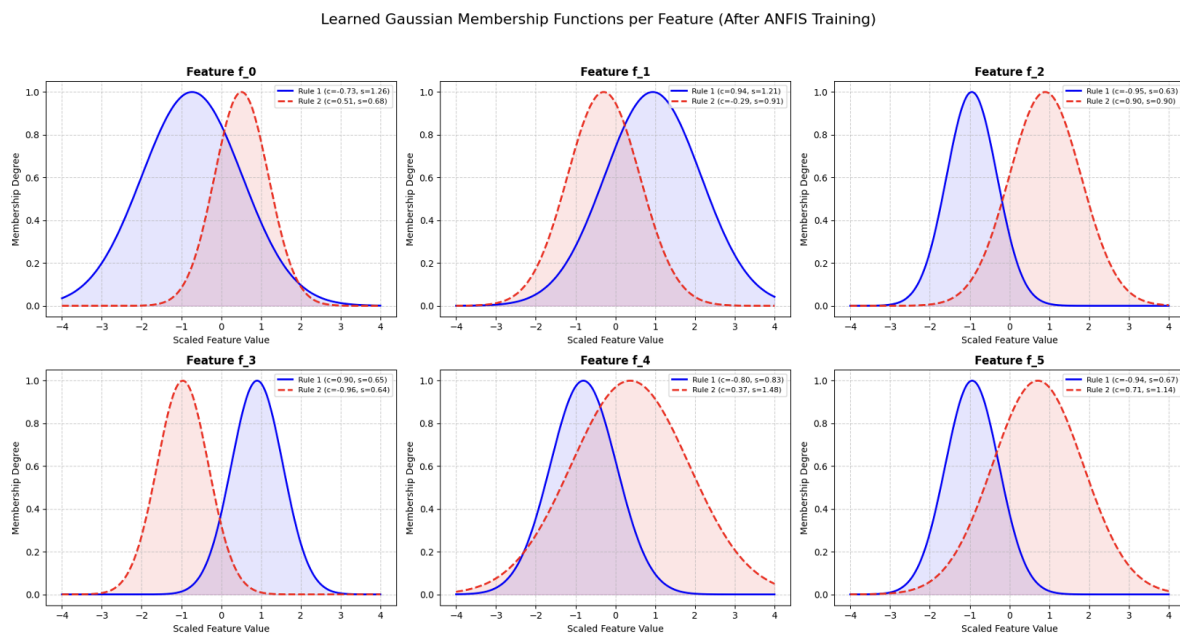 Learned Gaussian Membership Functions per Feature (After ANFIS Training)
Feature f_0
Rule 1 (c=-0.73, s=1.26)
Rule 2 (c=0.51, s=0.68)
Membership Degree
1.0
0.8
0.6
0.4
0.2
0.0
−4 −3 −2 −1 0 1 2 3 4
Scaled Feature Value
Feature f_1
Rule 1 (c=0.94, s=1.21)
Rule 2 (c=-0.29, s=0.91)
Membership Degree
1.0
0.8
0.6
0.4
0.2
0.0
−4 −3 −2 −1 0 1 2 3 4
Scaled Feature Value
Feature f_2
Rule 1 (c=-0.95, s=0.63)
Rule 2 (c=0.90, s=0.90)
Membership Degree
1.0
0.8
0.6
0.4
0.2
0.0
−4 −3 −2 −1 0 1 2 3 4
Scaled Feature Value
Feature f_3
Rule 1 (c=0.90, s=0.65)
Rule 2 (c=-0.96, s=0.64)
Membership Degree
1.0
0.8
0.6
0.4
0.2
0.0
−4 −3 −2 −1 0 1 2 3 4
Scaled Feature Value
Feature f_4
Rule 1 (c=-0.80, s=0.83)
Rule 2 (c=0.37, s=1.48)
Membership Degree
1.0
0.8
0.6
0.4
0.2
0.0
−4 −3 −2 −1 0 1 2 3 4
Scaled Feature Value
Feature f_5
Rule 1 (c=-0.94, s=0.67)
Rule 2 (c=0.71, s=1.14)
Membership Degree
1.0
0.8
0.6
0.4
0.2
0.0
−4 −3 −2 −1 0 1 2 3 4
Scaled Feature Value